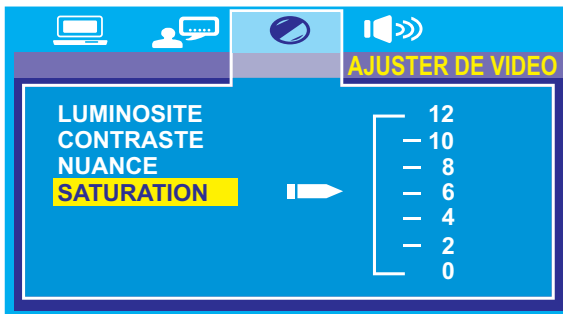 AJUSTER DE VIDEO
LUMINOSITE
CONTRASTE
NUANCE
SATURATION
12
10
8
6
4
2
0